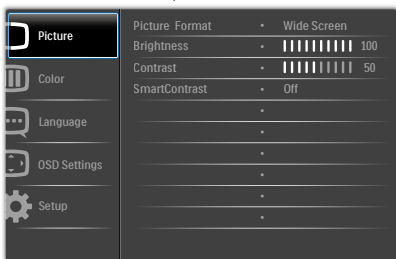 Picture
Picture Format • Wide Screen
Brightness • 100
Contrast • 50
SmartContrast • Off
•
•
•
•
•
•
Color
Language
OSD Settings
Setup